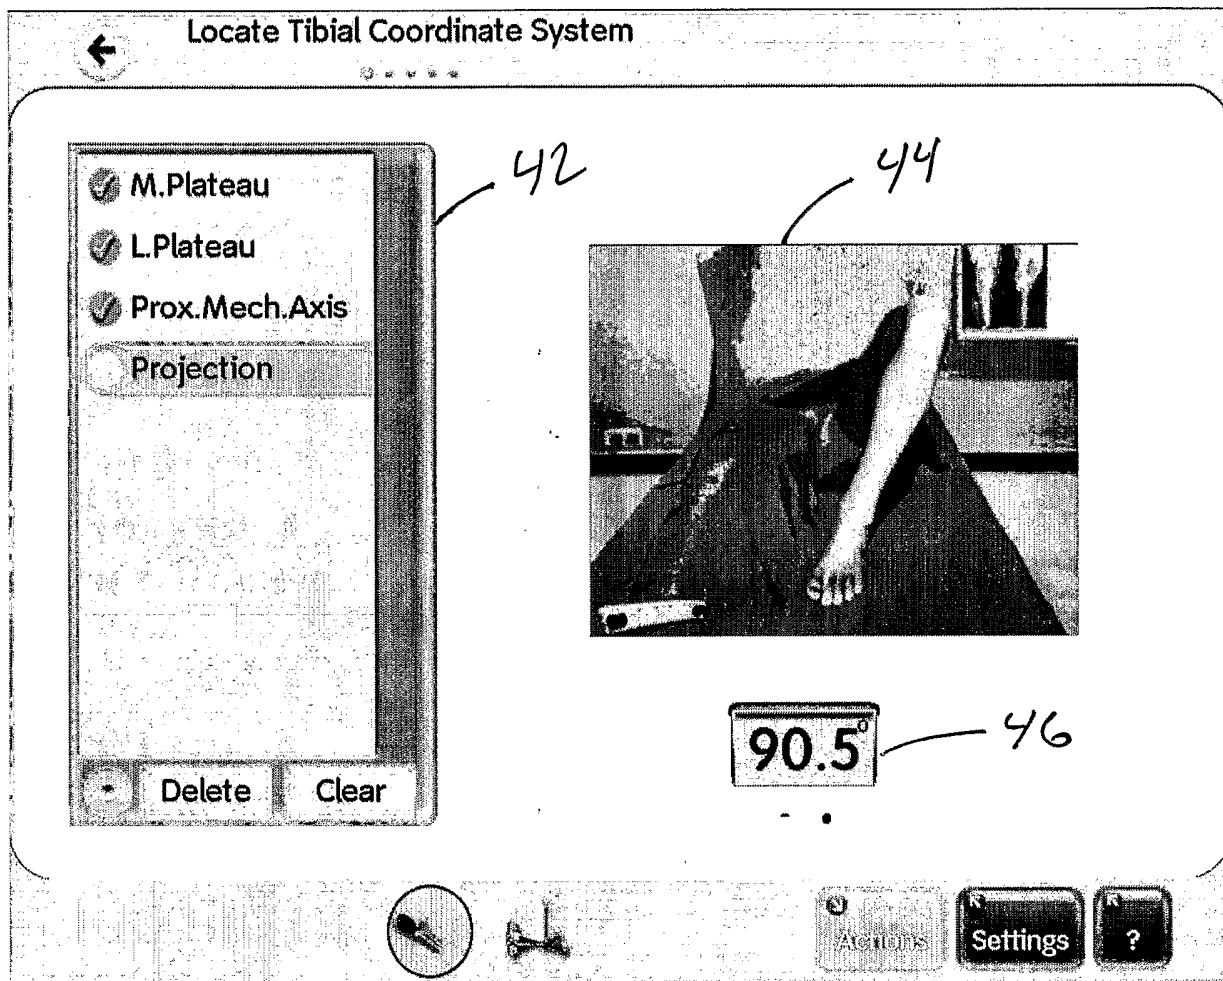 Locate Tibial Coordinate System
42
44
M.Plateau
L.Plateau
Prox.Mech.Axis
Projection
90.5°
46
Delete Clear
Actions Settings ?